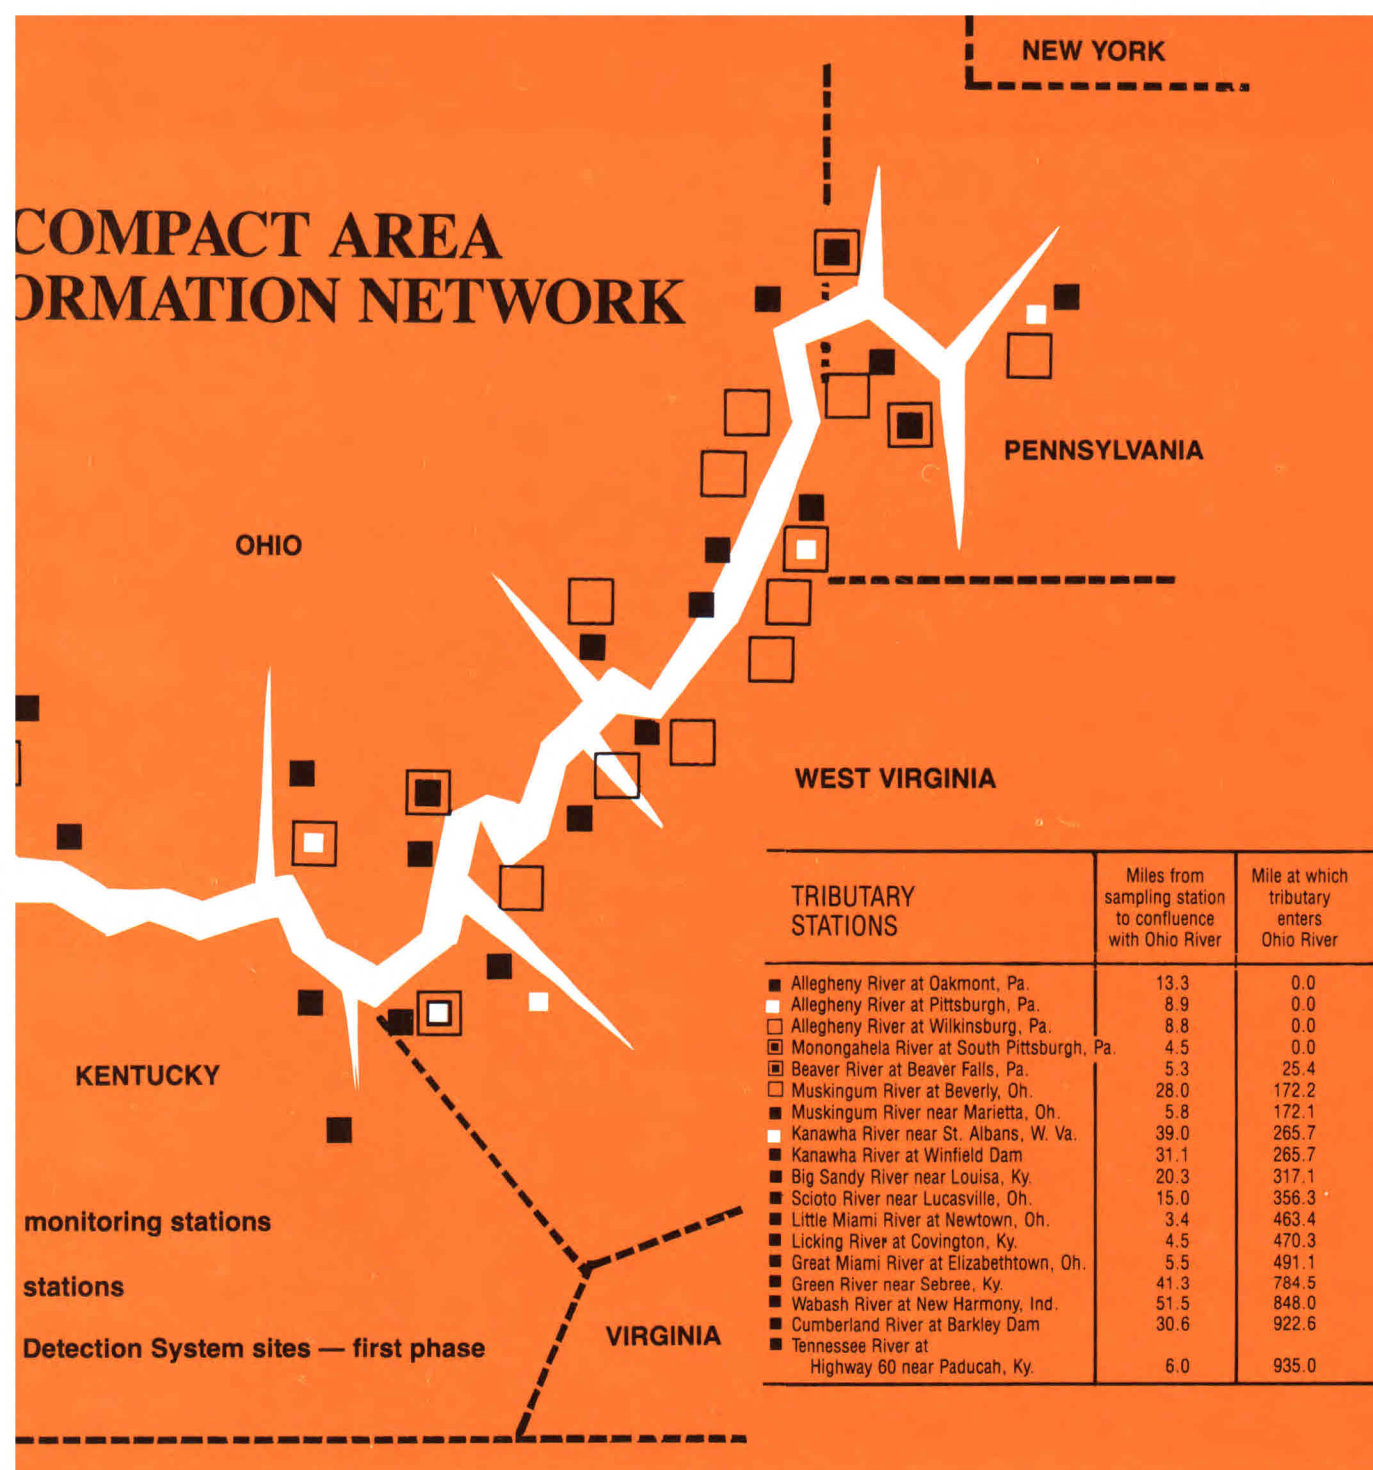 NEW YORK
COMPACT AREA
ORMATION NETWORK
PENNSYLVANIA
OHIO
WEST VIRGINIA
KENTUCKY
monitoring stations
stations
Detection System sites — first phase
VIRGINIA
TRIBUTARY
STATIONS
Miles from
sampling station
to confluence
with Ohio River
Mile at which
tributary
enters
Ohio River
Allegheny River at Oakmont, Pa. 13.3 0.0
Allegheny River at Pittsburgh, Pa. 8.9 0.0
Allegheny River at Wilkinsburg, Pa. 8.8 0.0
Monongahela River at South Pittsburgh, Pa. 4.5 0.0
Beaver River at Beaver Falls, Pa. 5.3 25.4
Muskingum River at Beverly, Oh. 28.0 172.2
Muskingum River near Marietta, Oh. 5.8 172.1
Kanawha River near St. Albans, W. Va. 39.0 265.7
Kanawha River at Winfield Dam 31.1 265.7
Big Sandy River near Louisa, Ky. 20.3 317.1
Scioto River near Lucasville, Oh. 15.0 356.3
Little Miami River at Newtown, Oh. 3.4 463.4
Licking River at Covington, Ky. 4.5 470.3
Great Miami River at Elizabethtown, Oh. 5.5 491.1
Green River near Sebree, Ky. 41.3 784.5
Wabash River at New Harmony, Ind. 51.5 848.0
Cumberland River at Barkley Dam 30.6 922.6
Tennessee River at
Highway 60 near Paducah, Ky. 6.0 935.0